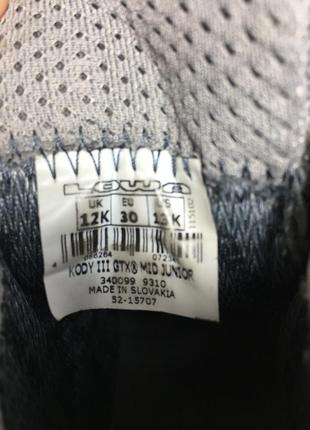 LOWA
UK EU US
12K 30 13K
115102
KODY III GTX® MID JUNIOR
340099 9310
MADE IN SLOVAKIA
52-15707